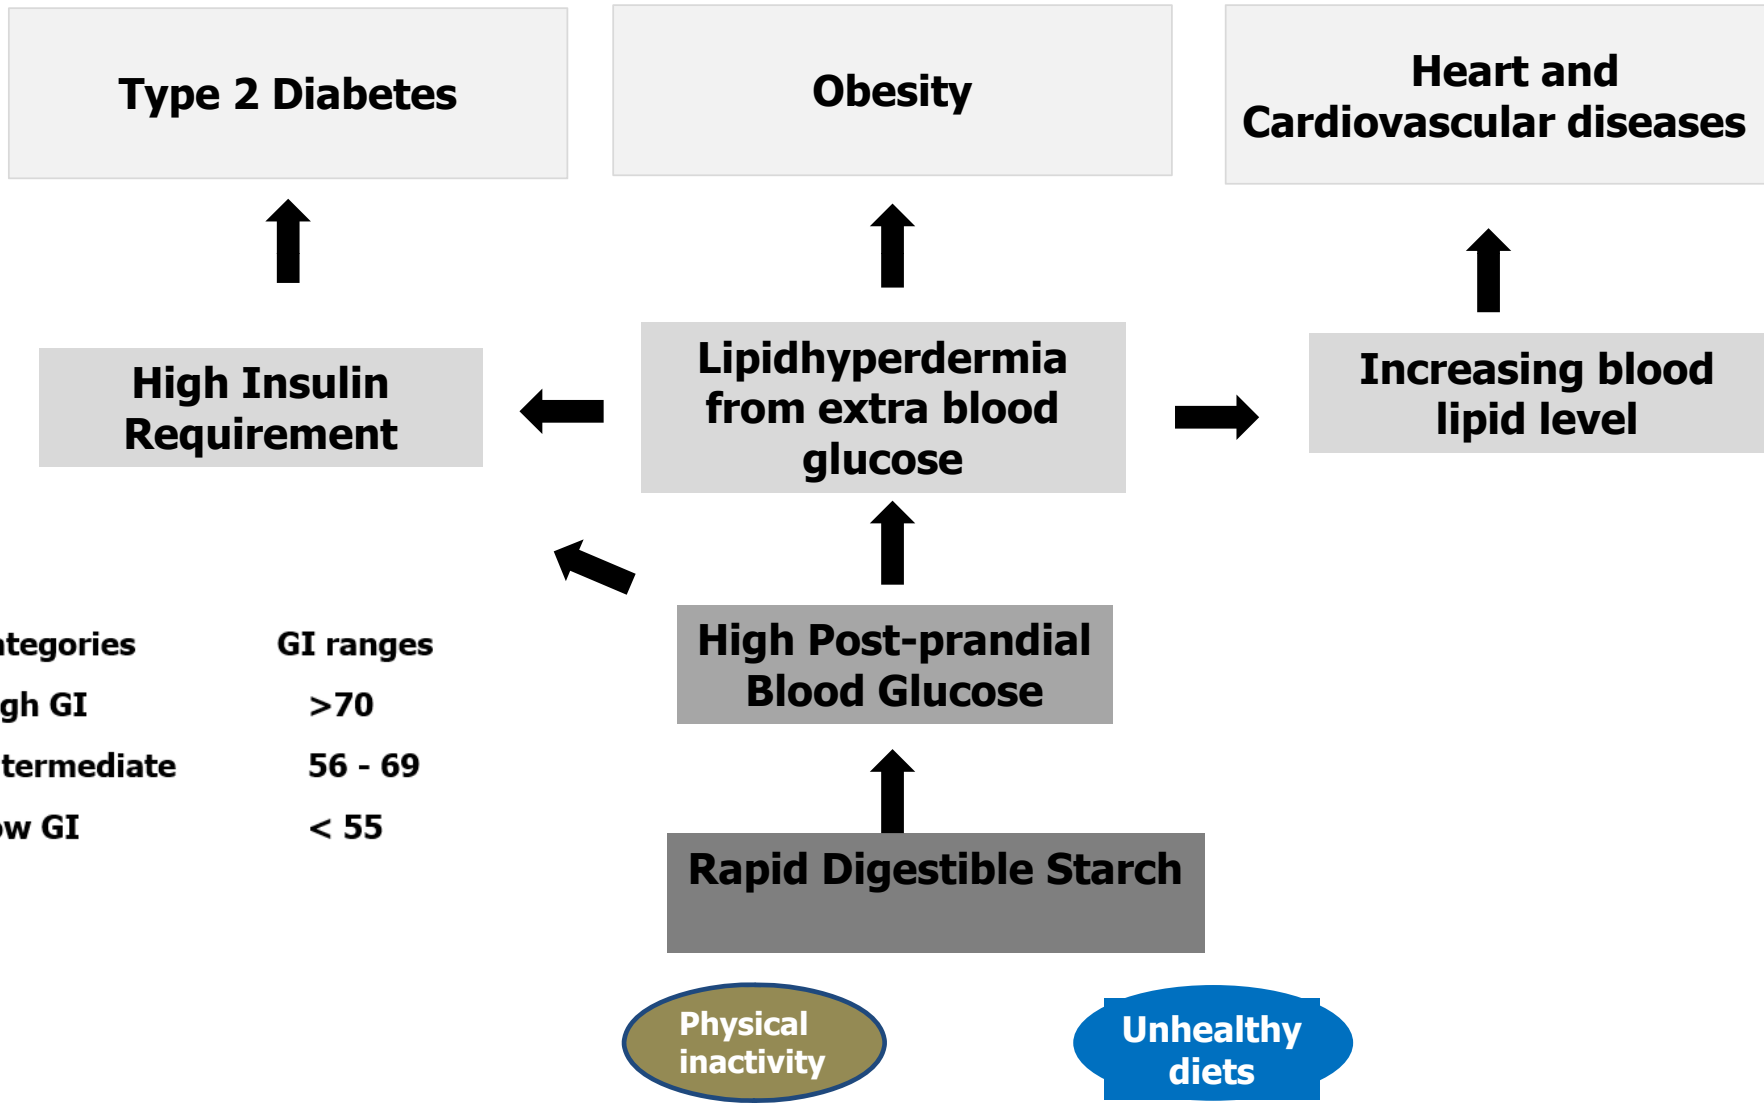 Type 2 Diabetes
Obesity
Heart and
Cardiovascular diseases
High Insulin
Requirement
Lipidhyperdermia
from extra blood
glucose
Increasing blood
lipid level
High Post-prandial
Blood Glucose
ategories GI ranges
gh GI >70
termediate 56 - 69
ow GI < 55
Rapid Digestible Starch
Physical
inactivity
Unhealthy
diets